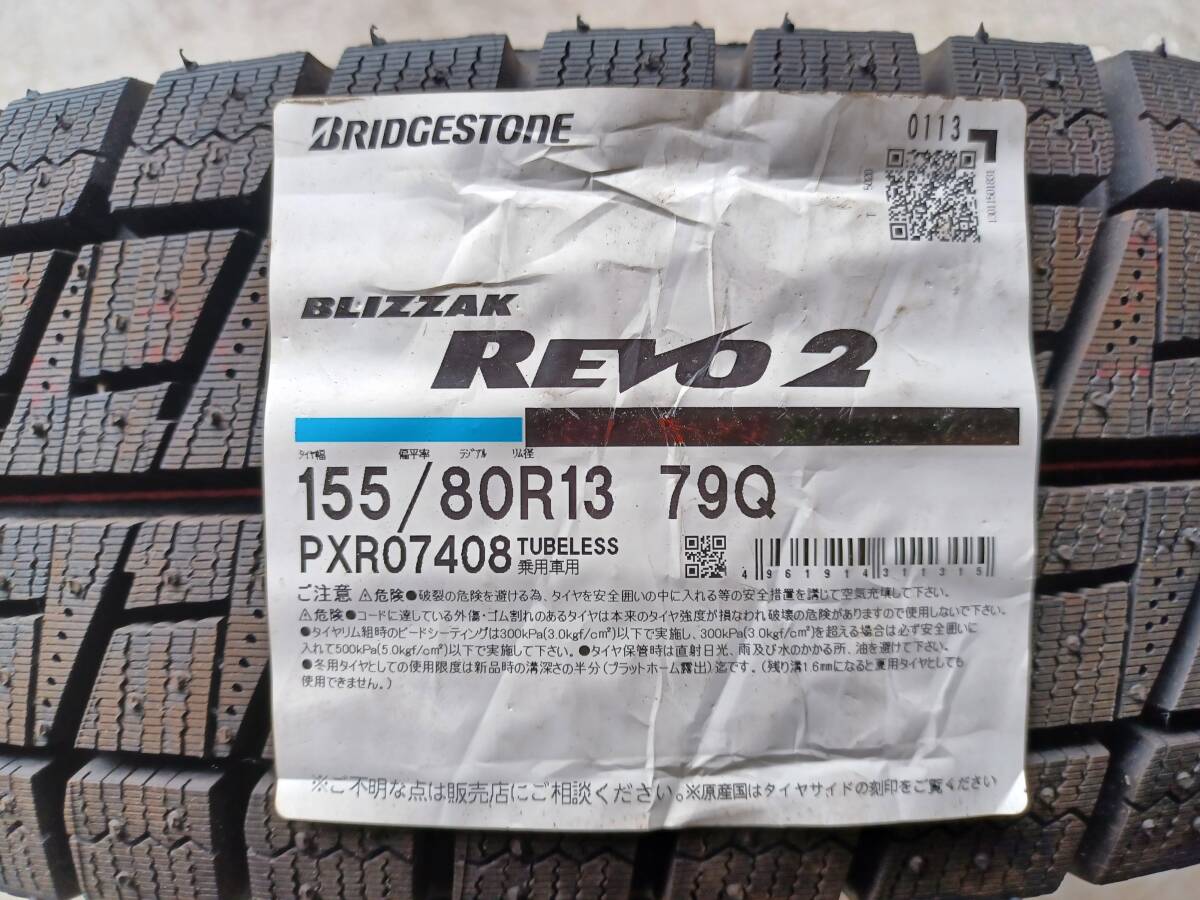 BRIDGESTONE
0113
BLIZZAK
REVO 2
タイヤ幅 偏平率 ラジアル リム径
155/80R13 79Q
PXR07408 TUBELESS
乗用車用
4961914311315
ご注意 ⚠危険●破裂の危険を避ける為、タイヤを安全囲いの中に入れる等の安全措置を講じて空気充填して下さい。
⚠危険●コードに達している外傷・ゴム割れのあるタイヤは本来のタイヤ強度が損なわれ破壊の危険がありますので使用しないで下さい。
●タイヤリム組時のビードシーティングは300kPa(3.0kgf/cm²)以下で実施し、300kPa(3.0kgf/cm²)を超える場合は必ず安全囲いに
入れて500kPa(5.0kgf/cm²)以下で実施して下さい。●タイヤ保管時は直射日光、雨及び水のかかる所、油を避けて下さい。
●冬用タイヤとしての使用限度は新品時の溝深さの半分(プラットホーム露出)迄です。(残り溝1.6mmになると夏用タイヤとしても
使用できません。)
※ご不明な点は販売店にご相談ください。※原産国はタイヤサイドの刻印をご覧ください